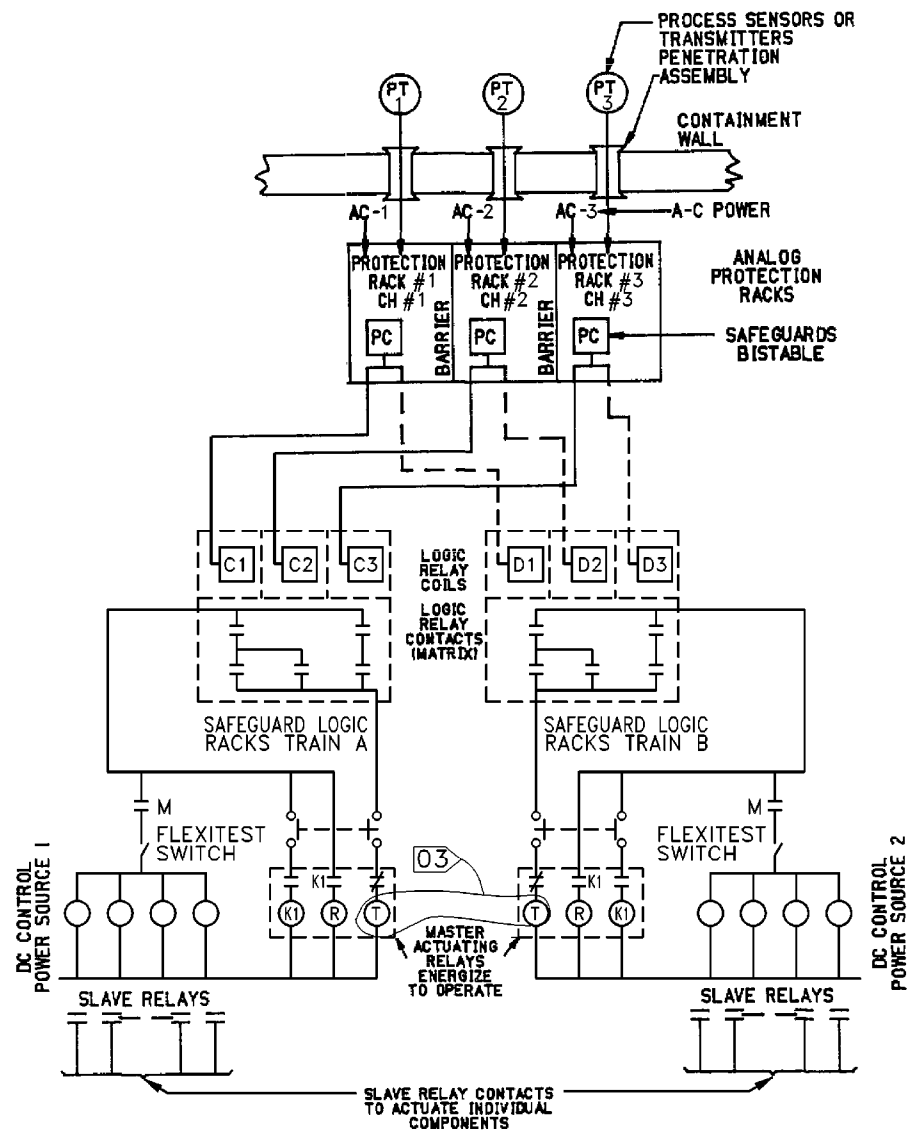 PROCESS SENSORS OR
TRANSMITTERS
PENETRATION
ASSEMBLY
PT
1
PT
2
PT
3
CONTAINMENT
WALL
AC-1
AC-2
AC-3
A-C POWER
PROTECTION
RACK #1
CH #1
PROTECTION
RACK #2
CH #2
PROTECTION
RACK #3
CH #3
ANALOG
PROTECTION
RACKS
PC
BARRIER
PC
BARRIER
PC
SAFEGUARDS
BISTABLE
C1
C2
C3
LOGIC
RELAY
COILS
D1
D2
D3
LOGIC
RELAY
CONTACTS
(MATRIX)
SAFEGUARD LOGIC
RACKS TRAIN A
SAFEGUARD LOGIC
RACKS TRAIN B
M
FLEXITEST
SWITCH
M
FLEXITEST
SWITCH
03
DC CONTROL
POWER SOURCE 1
K1
K1
R
T
T
R
K1
K1
DC CONTROL
POWER SOURCE 2
MASTER
ACTUATING
RELAYS
ENERGIZE
TO OPERATE
SLAVE RELAYS
SLAVE RELAYS
SLAVE RELAY CONTACTS
TO ACTUATE INDIVIDUAL
COMPONENTS